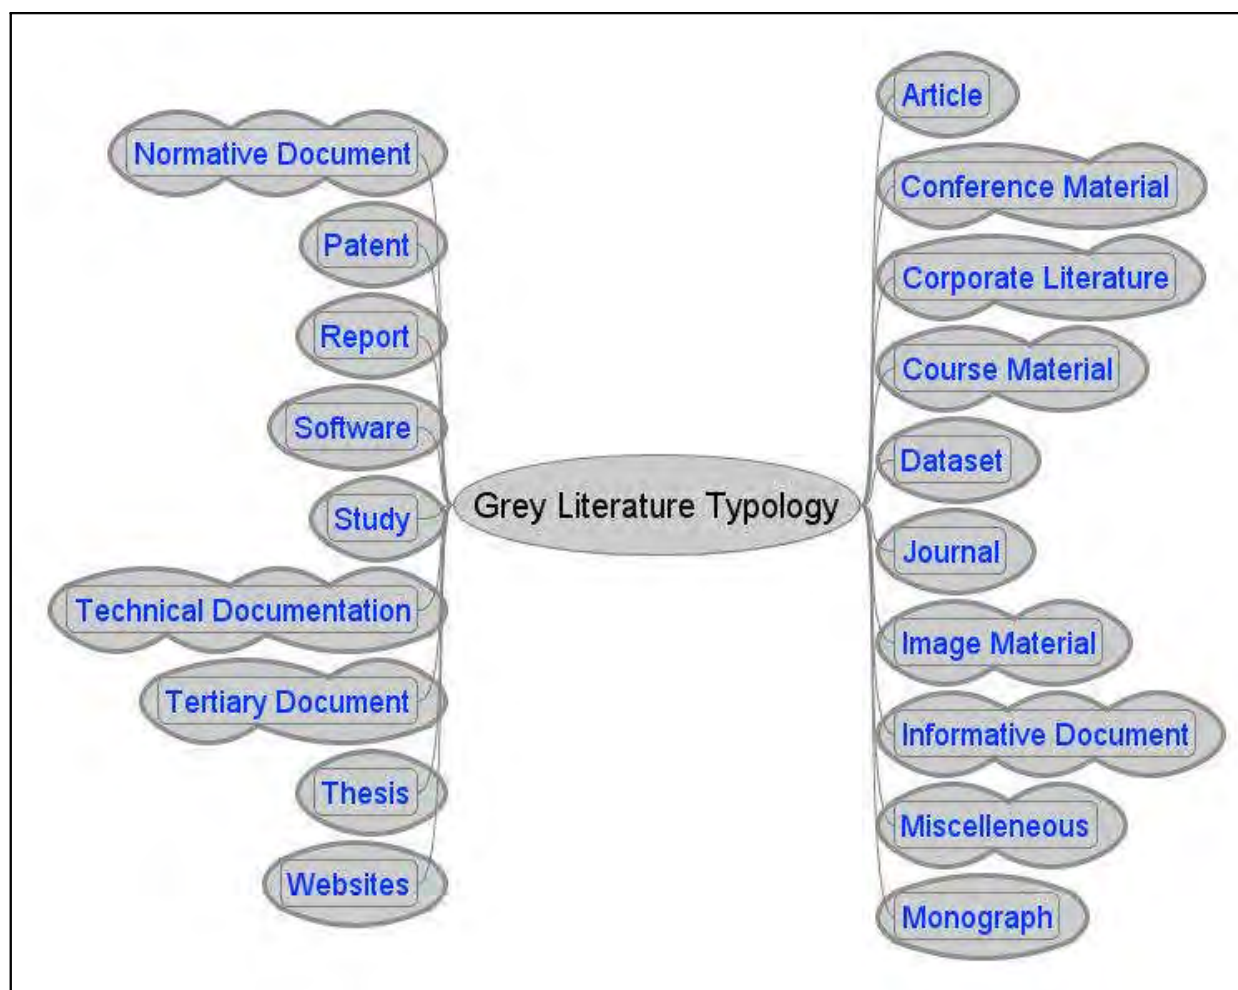 Normative Document
Patent
Report
Software
Study
Technical Documentation
Tertiary Document
Thesis
Websites
Grey Literature Typology
Article
Conference Material
Corporate Literature
Course Material
Dataset
Journal
Image Material
Informative Document
Miscelleneous
Monograph